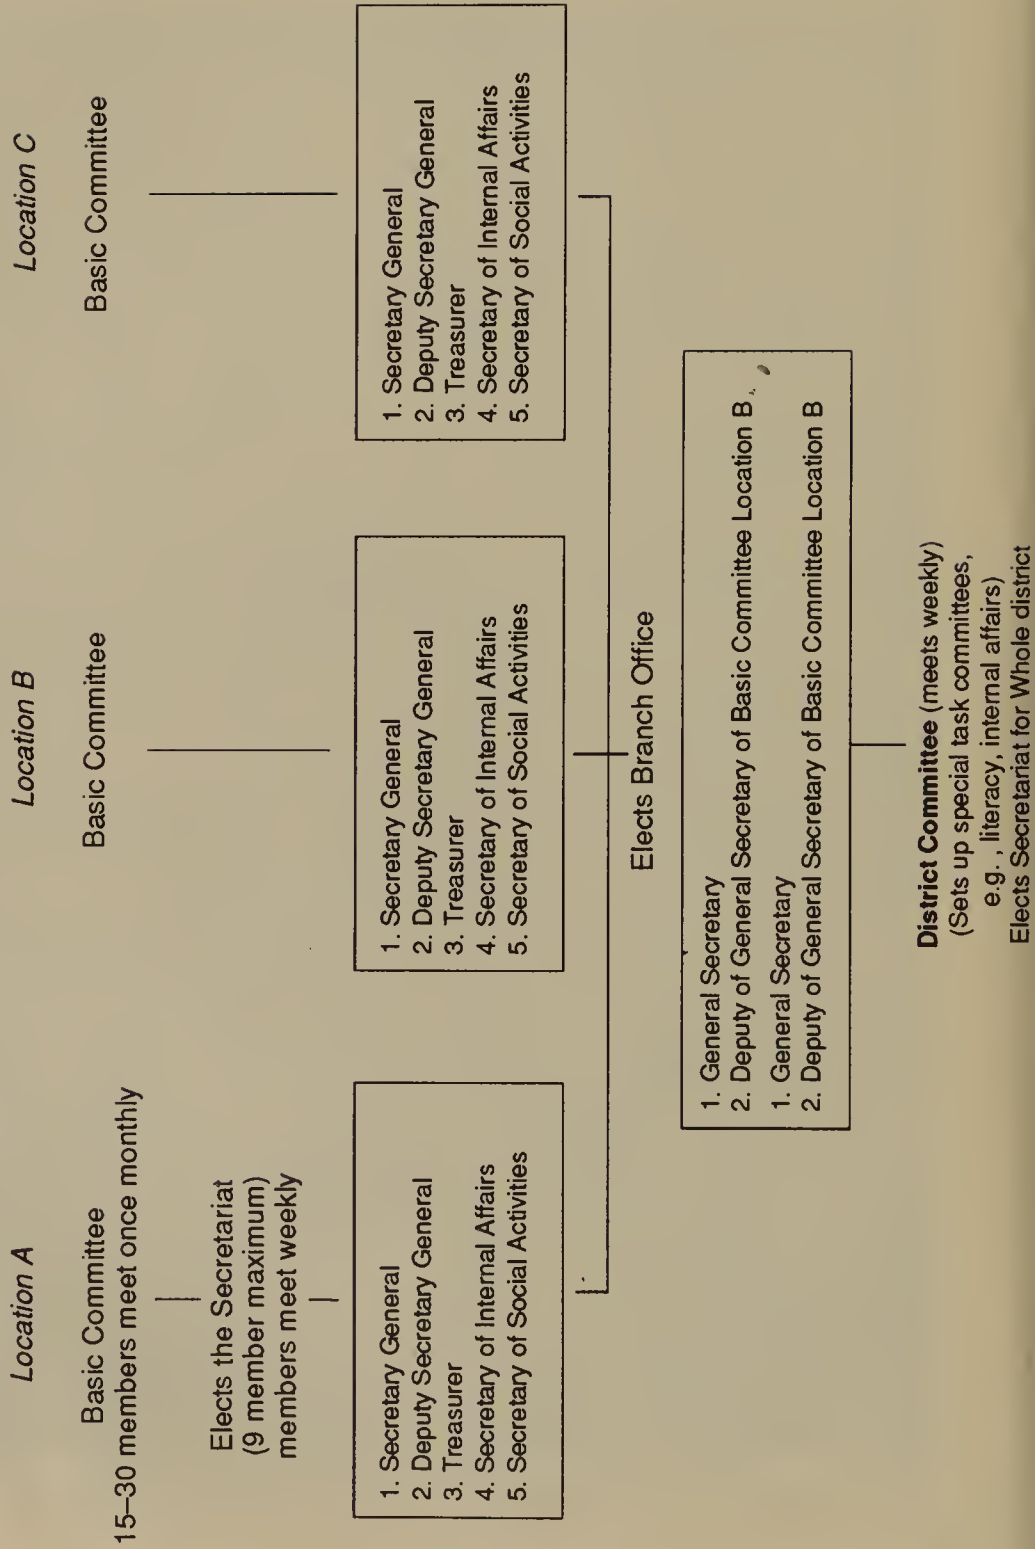 Location A
Basic Committee
15–30 members meet once monthly
Elects the Secretariat
(9 member maximum)
members meet weekly
1. Secretary General
2. Deputy Secretary General
3. Treasurer
4. Secretary of Internal Affairs
5. Secretary of Social Activities
Location B
Basic Committee
1. Secretary General
2. Deputy Secretary General
3. Treasurer
4. Secretary of Internal Affairs
5. Secretary of Social Activities
Location C
Basic Committee
1. Secretary General
2. Deputy Secretary General
3. Treasurer
4. Secretary of Internal Affairs
5. Secretary of Social Activities
Elects Branch Office
1. General Secretary
2. Deputy of General Secretary of Basic Committee Location B
1. General Secretary
2. Deputy of General Secretary of Basic Committee Location B
District Committee (meets weekly)
(Sets up special task committees,
e.g., literacy, internal affairs)
Elects Secretariat for Whole district